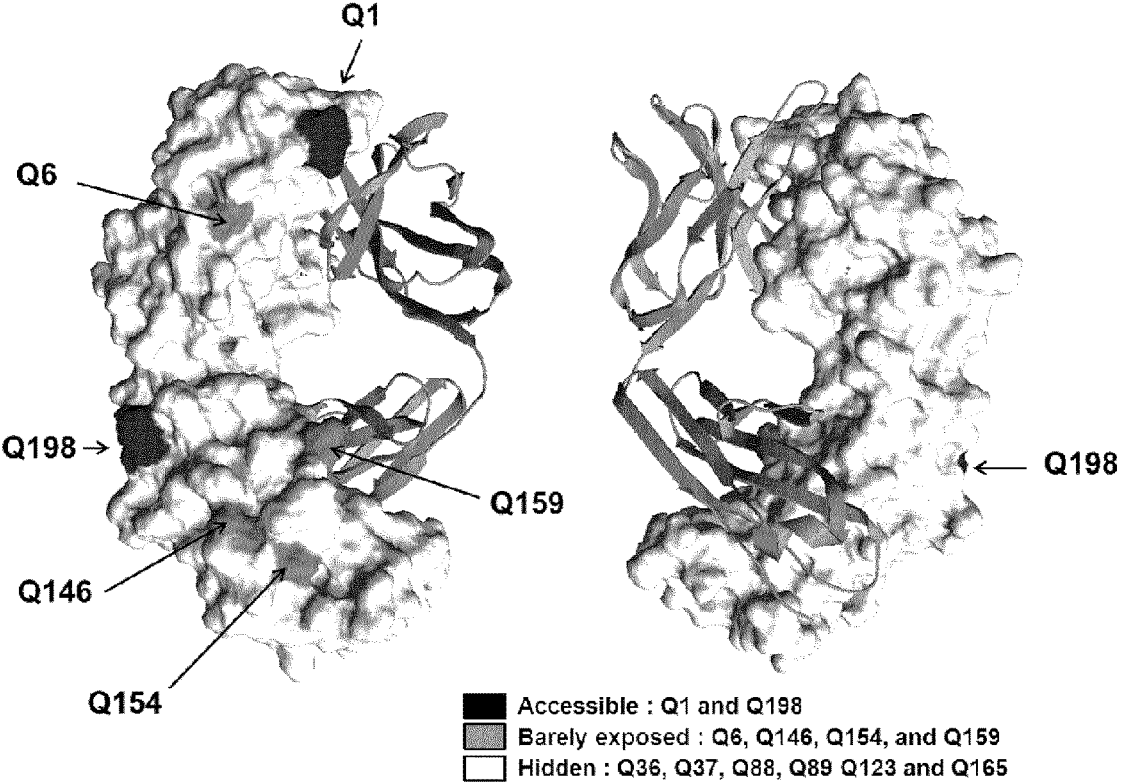 Q1
Q6
Q198
Q198
Q159
Q146
Q154
Accessible : Q1 and Q198
Barely exposed : Q6, Q146, Q154, and Q159
Hidden : Q36, Q37, Q88, Q89 Q123 and Q165